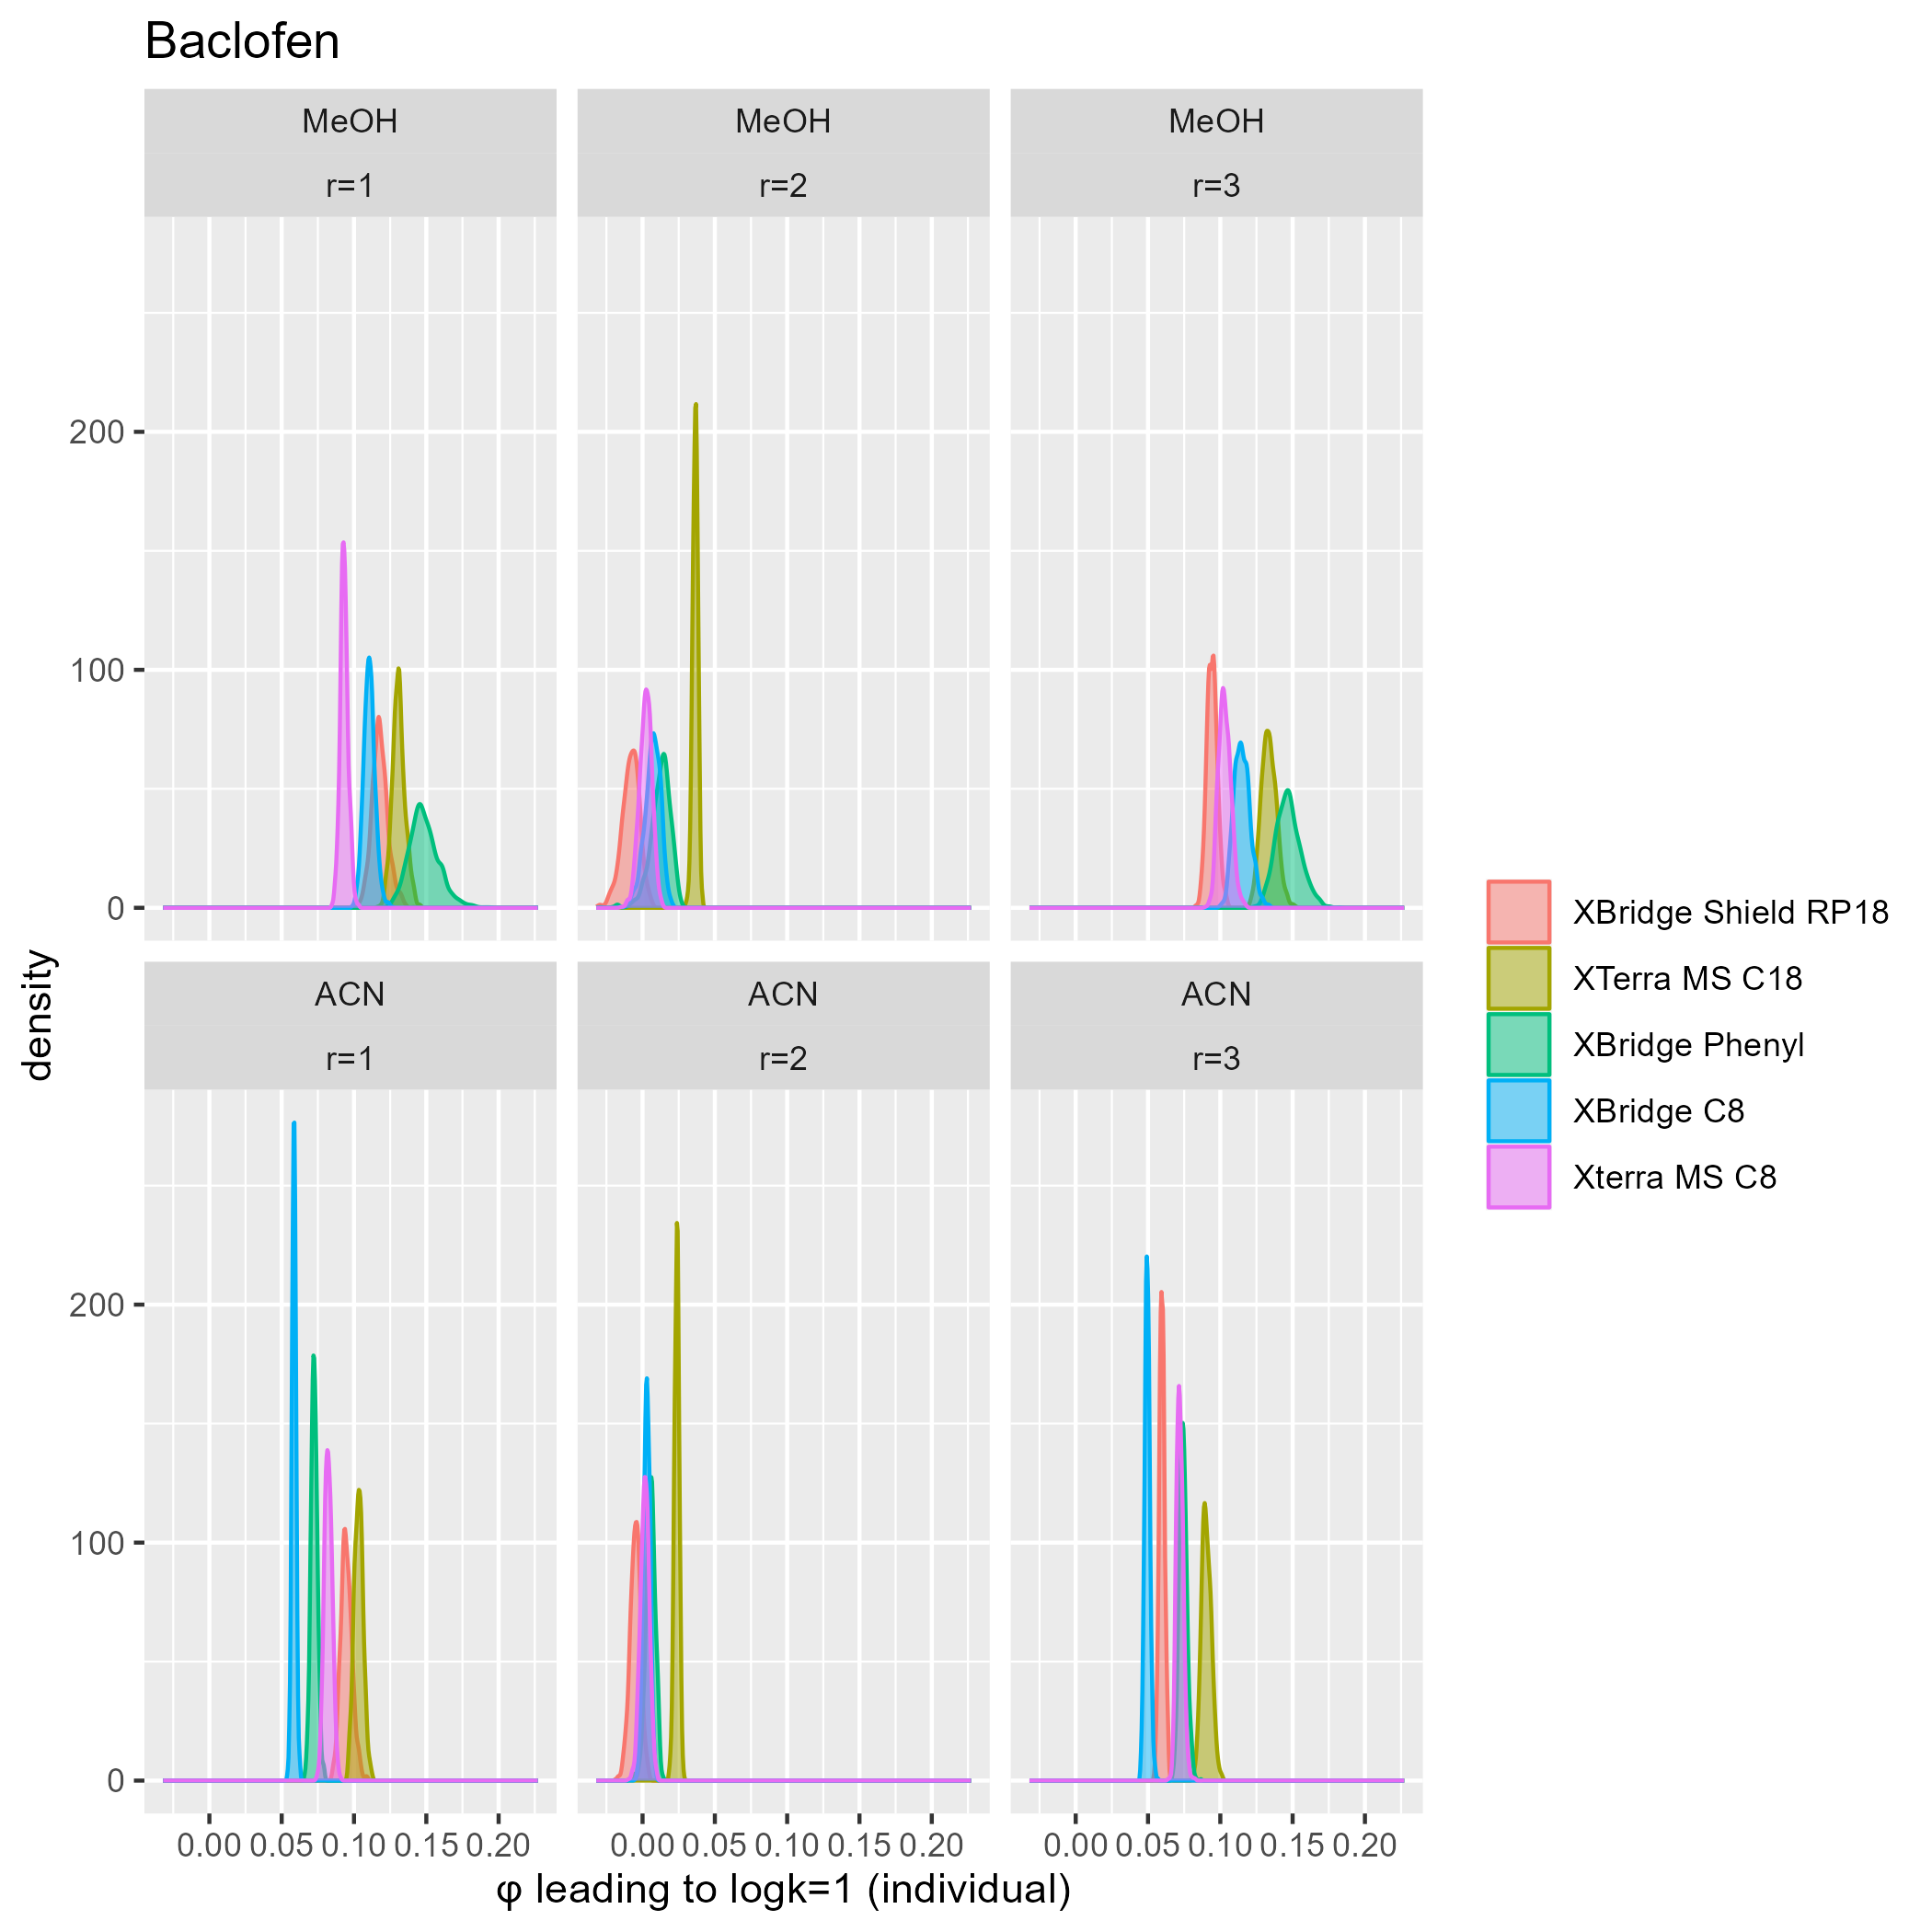 Baclofen
MeOH MeOH MeOH
r=1 r=2 r=3
200
100
0
ACN ACN ACN
r=1 r=2 r=3
200
100
0
0.00 0.05 0.10 0.15 0.20 0.00 0.05 0.10 0.15 0.20 0.00 0.05 0.10 0.15 0.20
φ leading to logk=1 (individual)
density
XBridge Shield RP18
XTerra MS C18
XBridge Phenyl
XBridge C8
Xterra MS C8